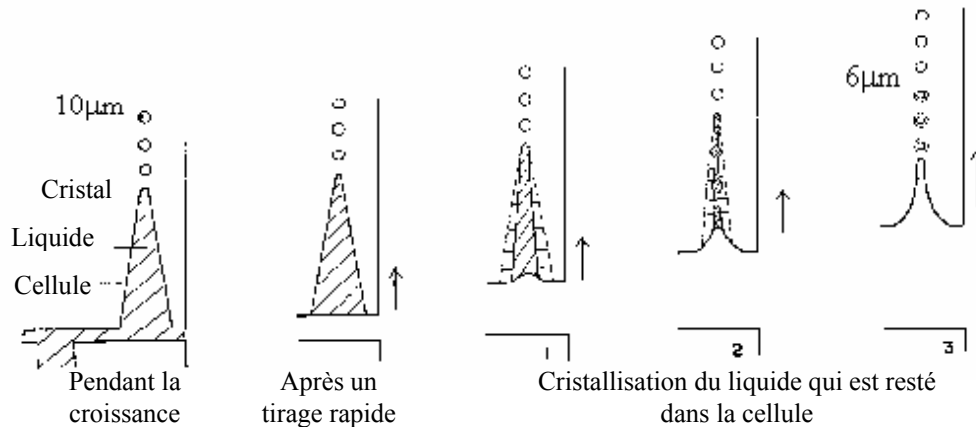 10µm
6µm
Cristal
Liquide
Cellule
1
2
3
Pendant la
croissance
Après un
tirage rapide
Cristallisation du liquide qui est resté
dans la cellule